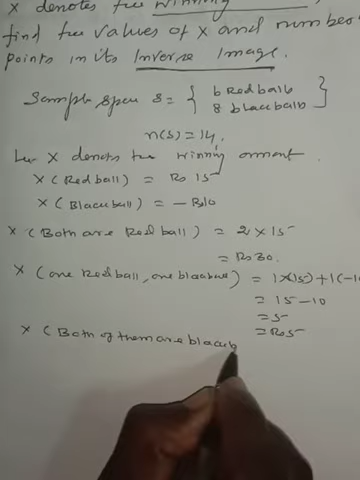 X denotes the winning
find the values of X and number
points in its Inverse Image.
Sample space S = { 6 Red balls
8 black balls }
n(S) = 14.
Let X denotes the winning amount.
X (Red ball) = Rs 15
X (Black ball) = - Rs 10
X (Both are Red ball) = 2 X 15
= Rs 30.
X (one Red ball, one black ball) = 1 X (15) + 1 (-10
= 15 - 10
= 5
= Rs 5
X (Both of them are black b